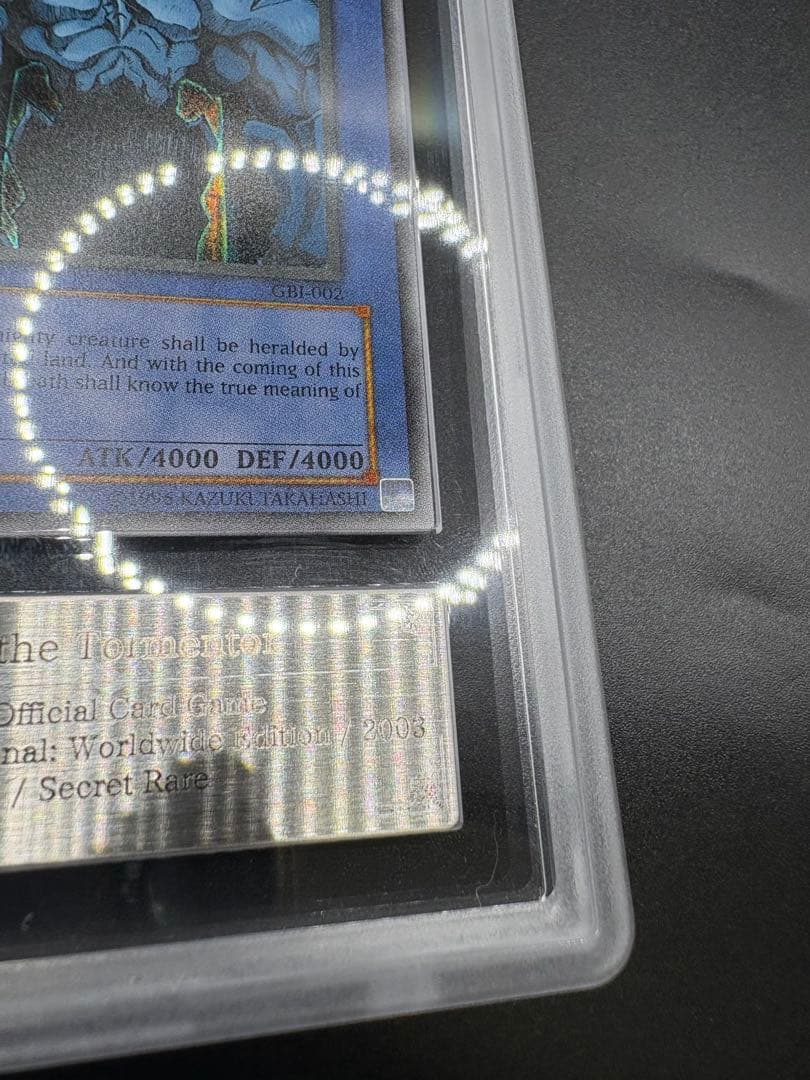 GBI-002
mighty creature shall be heralded by
land. And with the coming of this
shall know the true meaning of
ATK/4000 DEF/4000
©1996 KAZUKI TAKAHASHI
the Tormentor
Official Card Game
nal: Worldwide Edition / 2003
/ Secret Rare